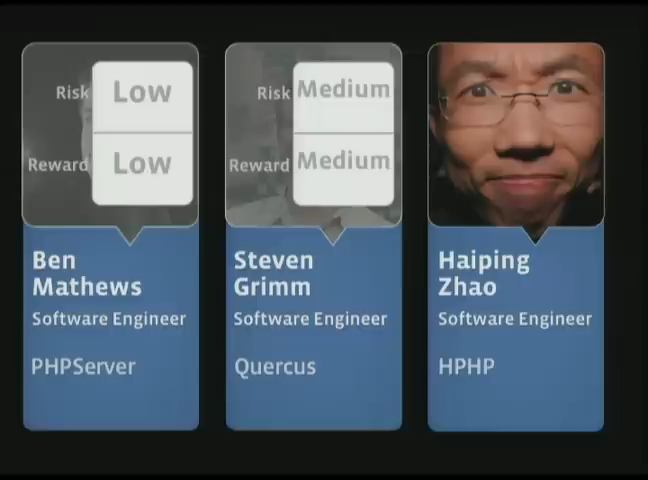 Risk Low
Reward Low
Risk Medium
Reward Medium
Ben
Mathews
Software Engineer
PHPServer
Steven
Grimm
Software Engineer
Quercus
Haiping
Zhao
Software Engineer
HPHP